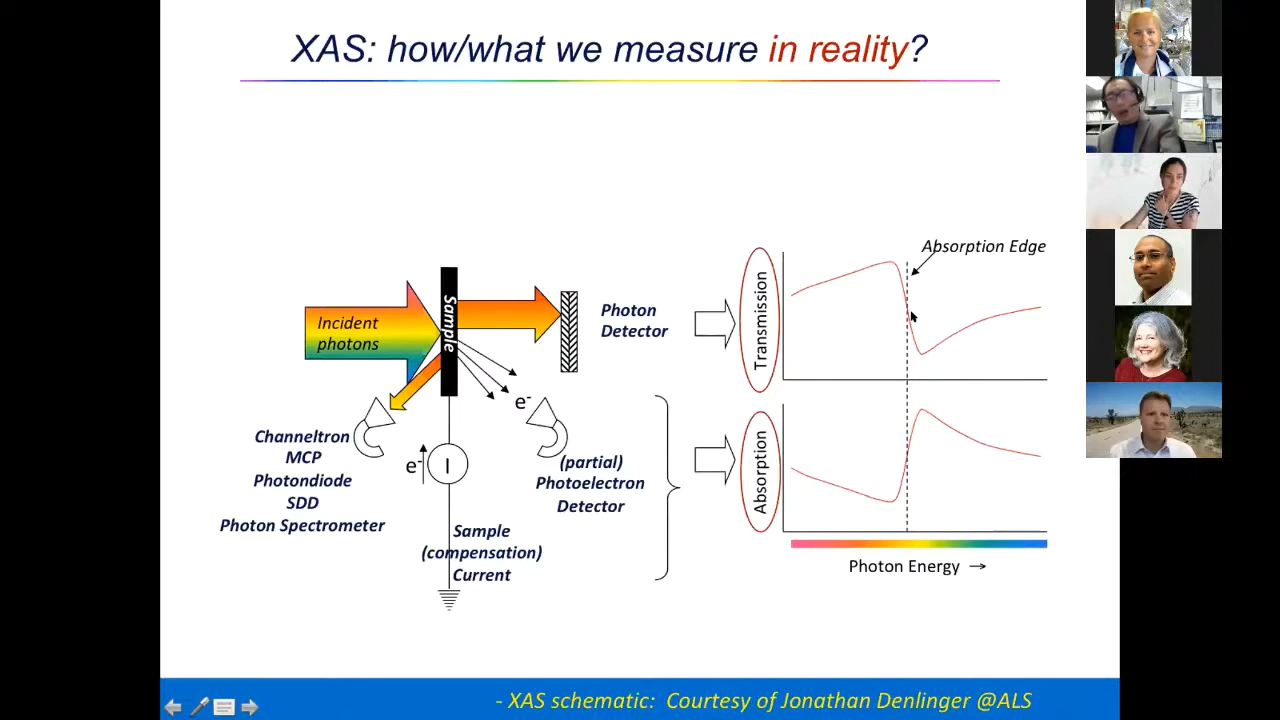 XAS: how/what we measure in reality?
Incident
photons
Sample
Photon
Detector
Channeltron
MCP
Photondiode
SDD
Photon Spectrometer
e-
I
e-
(partial)
Photoelectron
Detector
Sample
(compensation)
Current
Transmission
Absorption Edge
Absorption
Photon Energy →
- XAS schematic: Courtesy of Jonathan Denlinger @ALS